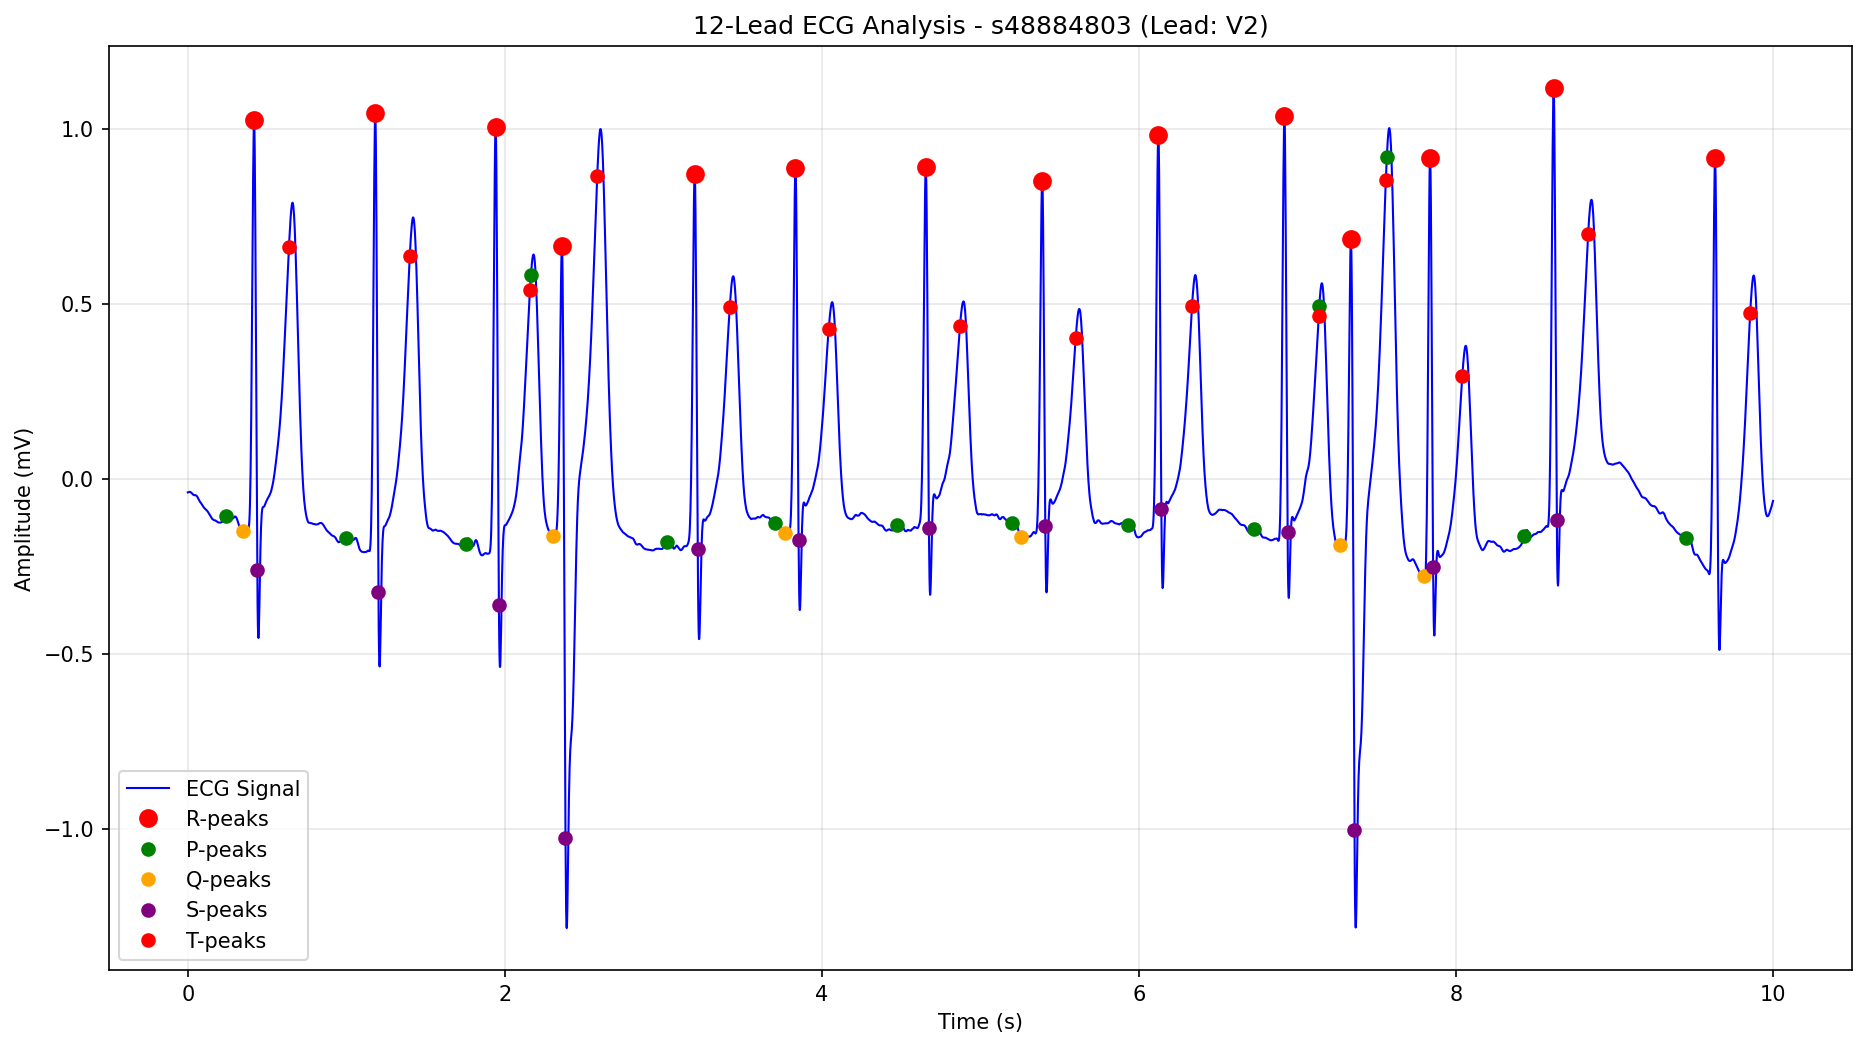 12-Lead ECG Analysis - s48884803 (Lead: V2)
Amplitude (mV)
1.0
0.5
0.0
−0.5
−1.0
ECG Signal
R-peaks
P-peaks
Q-peaks
S-peaks
T-peaks
0 2 4 6 8 10
Time (s)